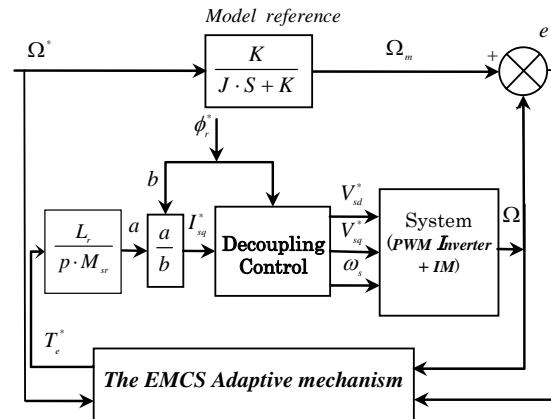 Model reference
Ω*
K
J · S + K
Ω_m
+
e
ϕ_r*
b
L_r
p · M_sr
a
a
b
I_sq*
Decoupling
Control
V_sd*
V_sq*
ω_s
System
(PWM Inverter
+ IM)
Ω
T_e*
The EMCS Adaptive mechanism